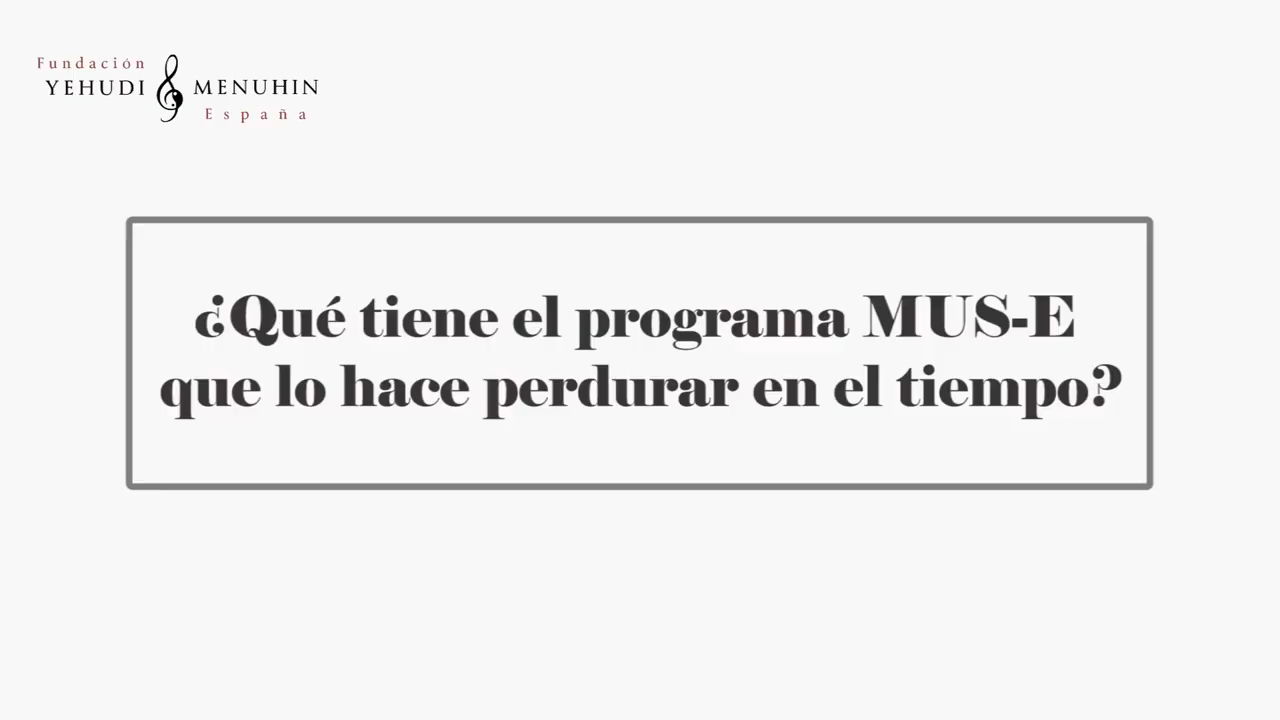 Fundación
YEHUDI MENUHIN
España
¿Qué tiene el programa MUS-E
que lo hace perdurar en el tiempo?